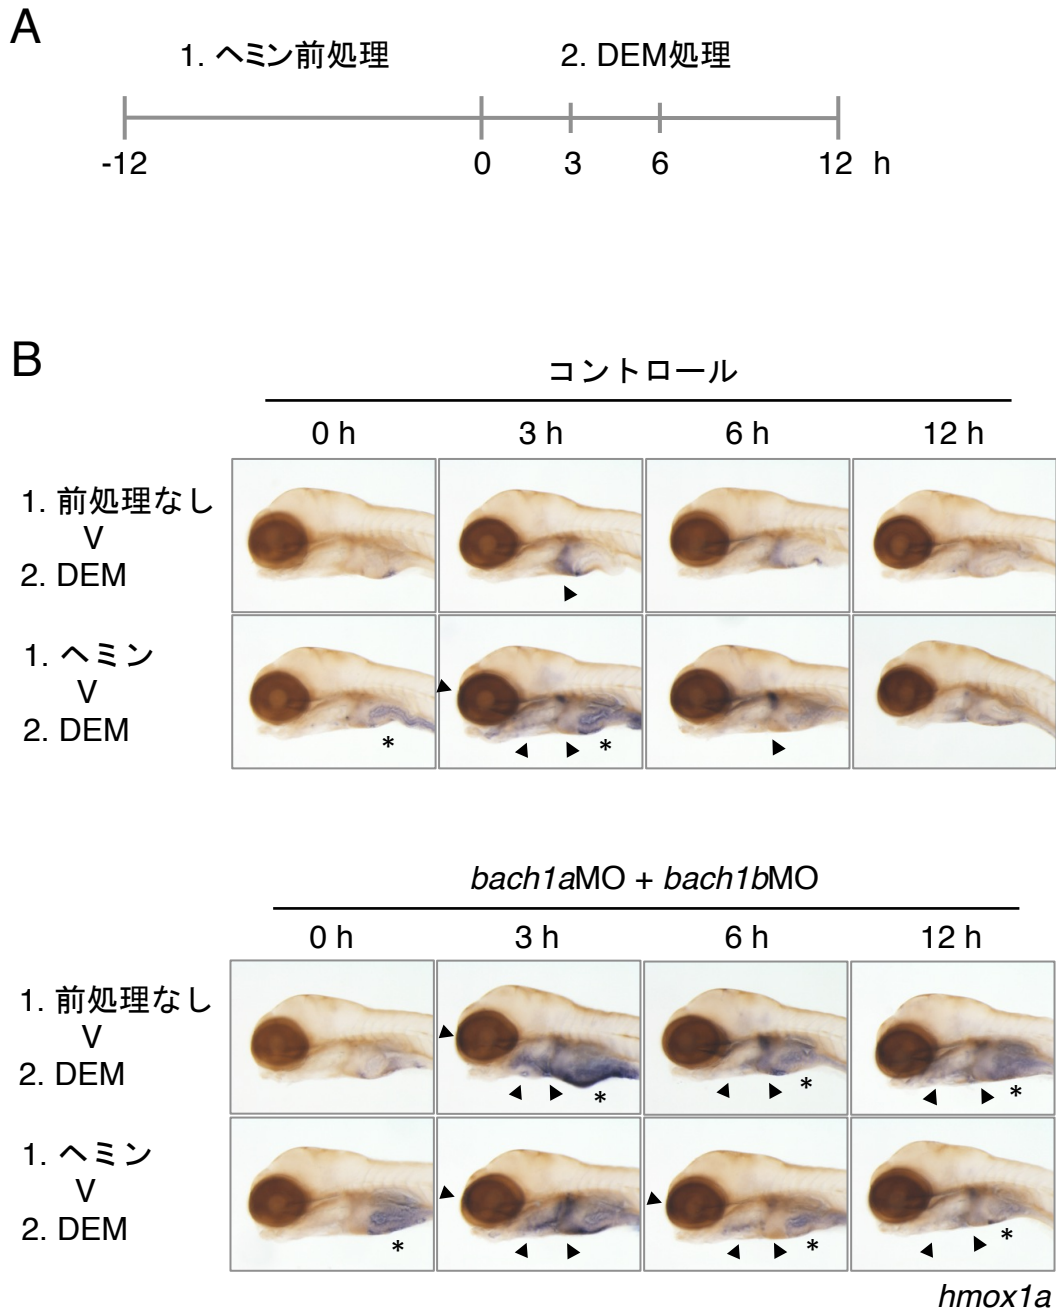 A
1. ヘミン前処理 2. DEM処理
-12 0 3 6 12 h
B
コントロール
0 h 3 h 6 h 12 h
1. 前処理なし
V
2. DEM
*
1. ヘミン
V
2. DEM
* *
bach1aMO + bach1bMO
0 h 3 h 6 h 12 h
1. 前処理なし
V
2. DEM
* * *
1. ヘミン
V
2. DEM
* * *
hmox1a